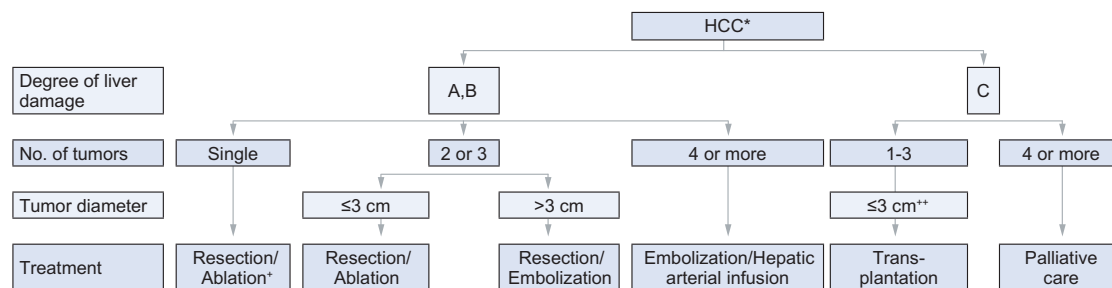 HCC*
Degree of liver
damage
A,B
C
No. of tumors
Single
2 or 3
4 or more
1-3
4 or more
Tumor diameter
≤3 cm
>3 cm
≤3 cm⁺⁺
Treatment
Resection/
Ablation⁺
Resection/
Ablation
Resection/
Embolization
Embolization/Hepatic
arterial infusion
Trans-
plantation
Palliative
care